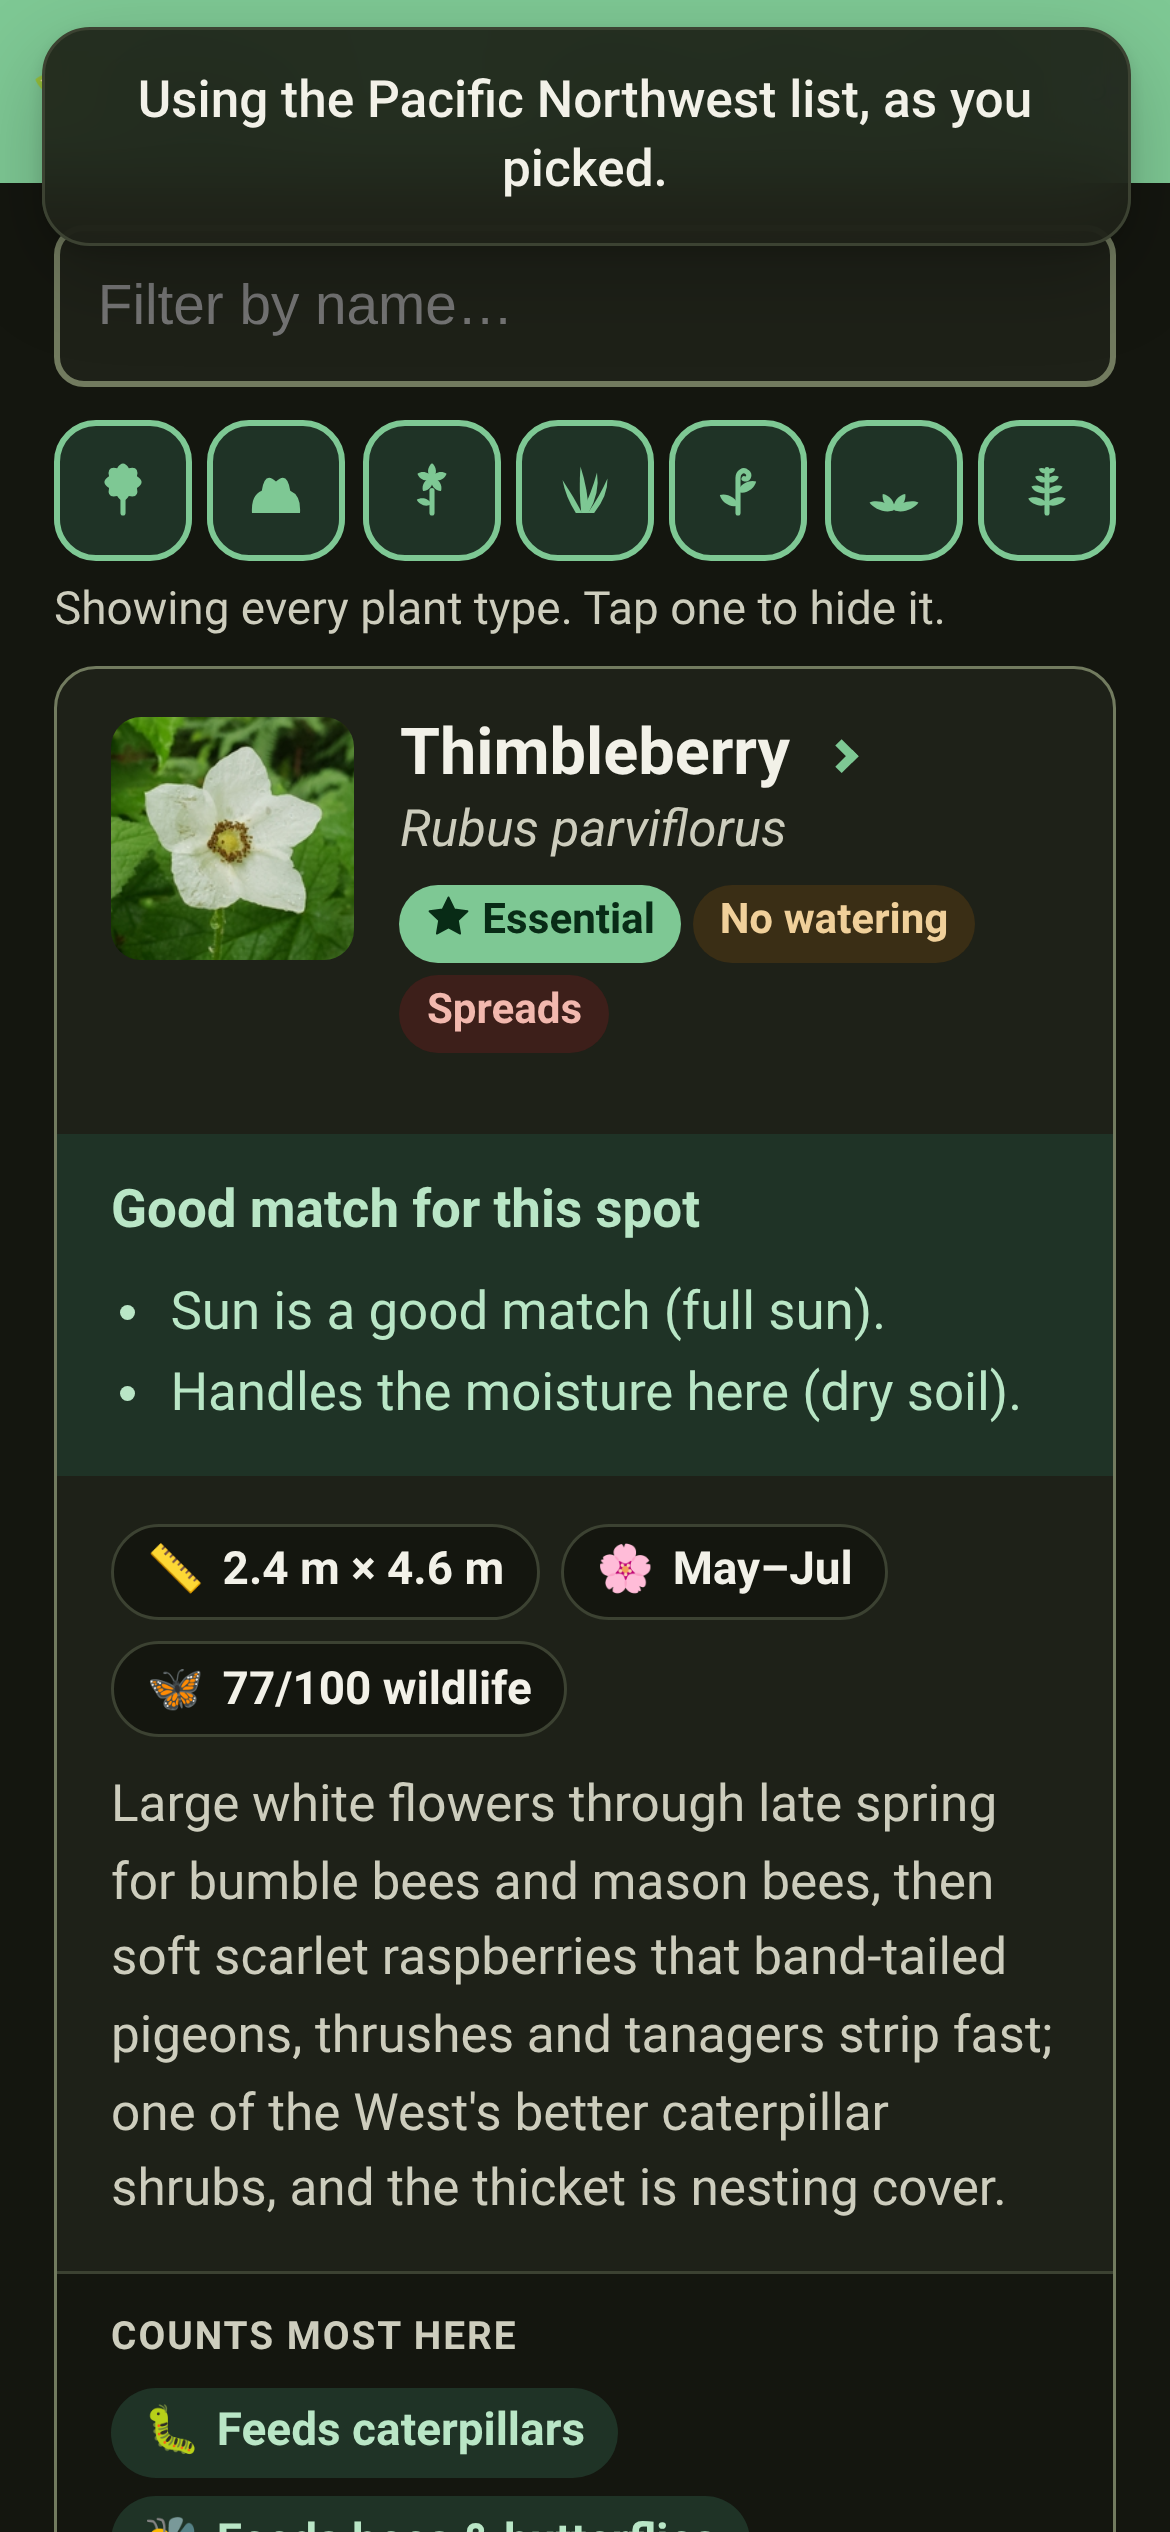 Using the Pacific Northwest list, as you
picked.
Filter by name…
Showing every plant type. Tap one to hide it.
Thimbleberry
Rubus parviflorus
Essential
No watering
Spreads
Good match for this spot
• Sun is a good match (full sun).
• Handles the moisture here (dry soil).
2.4 m × 4.6 m
May–Jul
77/100 wildlife
Large white flowers through late spring
for bumble bees and mason bees, then
soft scarlet raspberries that band-tailed
pigeons, thrushes and tanagers strip fast;
one of the West's better caterpillar
shrubs, and the thicket is nesting cover.
COUNTS MOST HERE
Feeds caterpillars
Feeds bees & butterflies